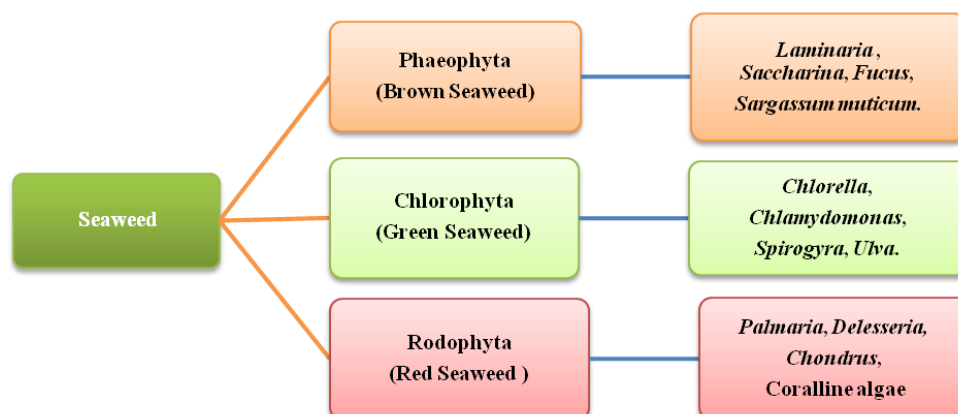 Seaweed
Phaeophyta
(Brown Seaweed)
Laminaria ,
Saccharina, Fucus,
Sargassum muticum.
Chlorophyta
(Green Seaweed)
Chlorella,
Chlamydomonas,
Spirogyra, Ulva.
Rodophyta
(Red Seaweed )
Palmaria, Delesseria,
Chondrus,
Coralline algae